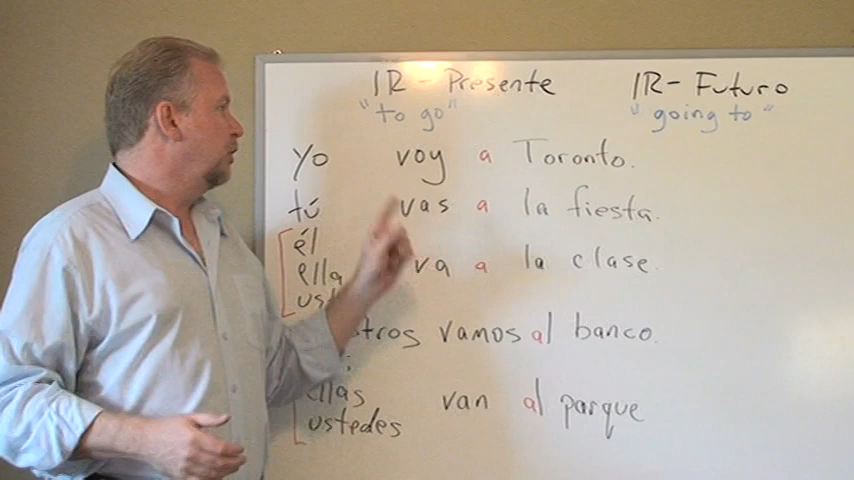 IR - Presente IR - Futuro
"to go" "going to"
yo voy a Toronto.
tú vas a la fiesta.
él
ella va a la clase.
vamos al banco.
ellas van al parque
ustedes